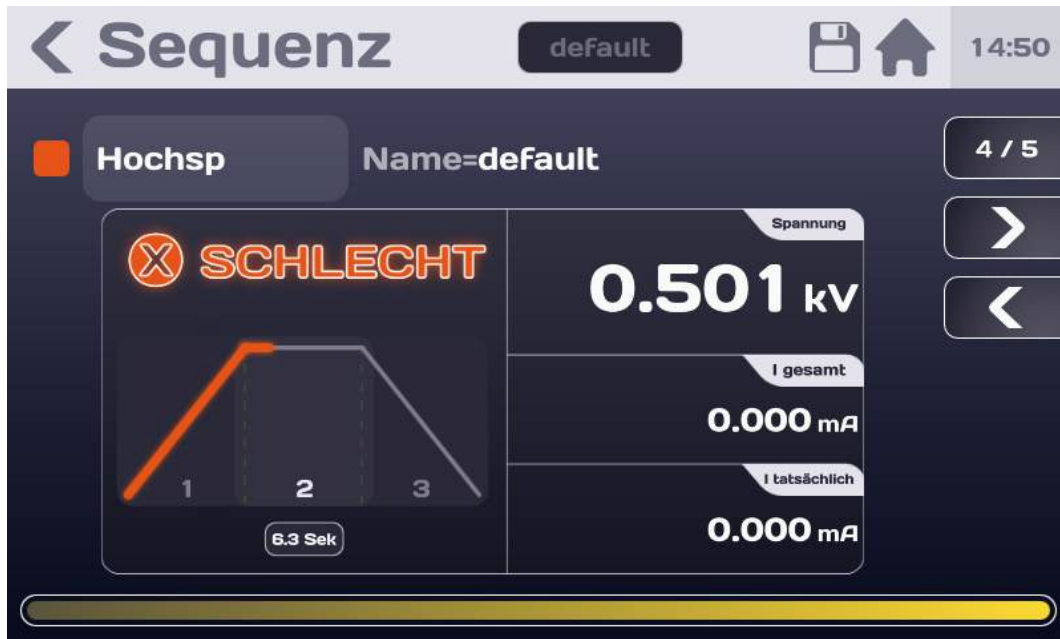 Sequenz
default
14:50
Hochsp
Name=default
4 / 5
X SCHLECHT
Spannung
0.501 kV
I gesamt
0.000 mA
I tatsächlich
0.000 mA
1 2 3
6.3 Sek